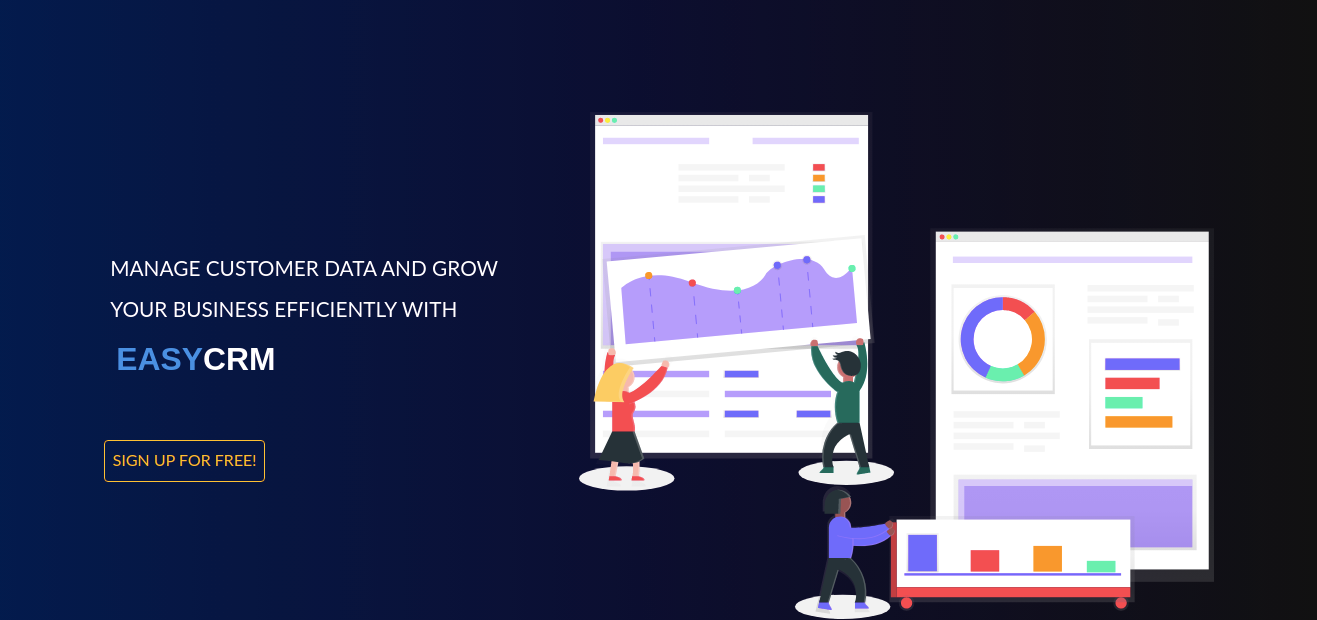 MANAGE CUSTOMER DATA AND GROW
YOUR BUSINESS EFFICIENTLY WITH
EASYCRM
SIGN UP FOR FREE!